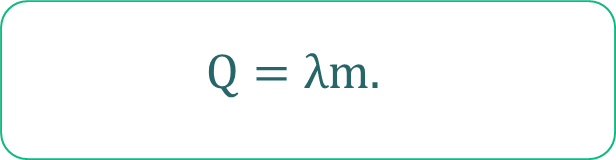 Q = λm.